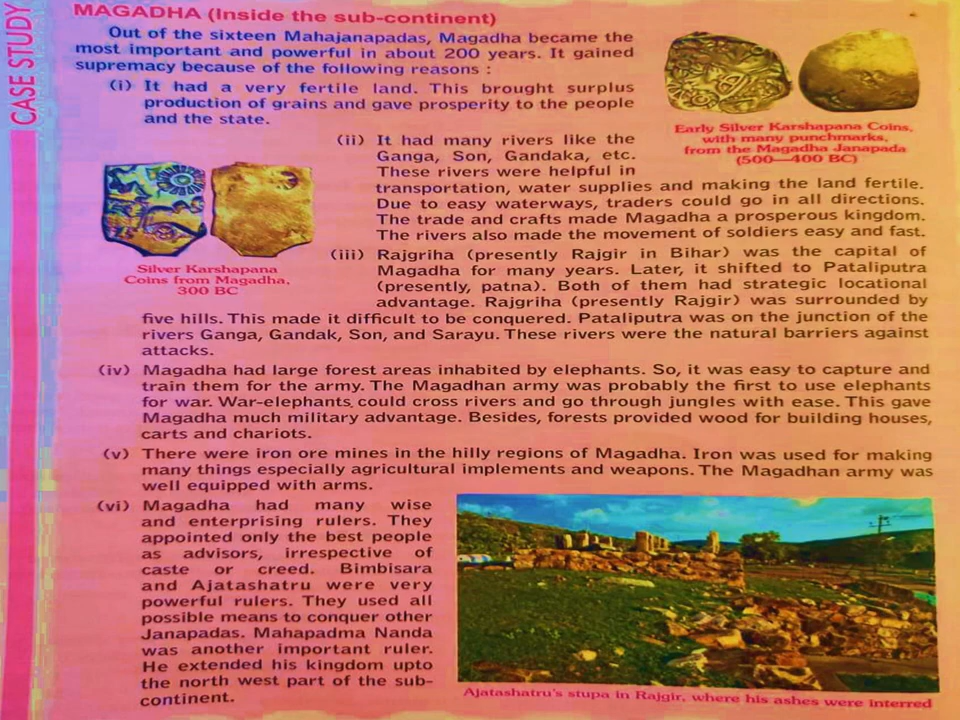 CASE STUDY
MAGADHA (Inside the sub-continent)
Out of the sixteen Mahajanapadas, Magadha became the
most important and powerful in about 200 years. It gained
supremacy because of the following reasons :
(i) It had a very fertile land. This brought surplus
production of grains and gave prosperity to the people
and the state.
Early Silver Karshapana Coins,
with many punchmarks,
from the Magadha Janapada
(500—400 BC)
(ii) It had many rivers like the
Ganga, Son, Gandaka, etc.
These rivers were helpful in
transportation, water supplies and making the land fertile.
Due to easy waterways, traders could go in all directions.
The trade and crafts made Magadha a prosperous kingdom.
The rivers also made the movement of soldiers easy and fast.
Silver Karshapana
Coins from Magadha,
300 BC
(iii) Rajgriha (presently Rajgir in Bihar) was the capital of
Magadha for many years. Later, it shifted to Pataliputra
(presently, patna). Both of them had strategic locational
advantage. Rajgriha (presently Rajgir) was surrounded by
five hills. This made it difficult to be conquered. Pataliputra was on the junction of the
rivers Ganga, Gandak, Son, and Sarayu. These rivers were the natural barriers against
attacks.
(iv) Magadha had large forest areas inhabited by elephants. So, it was easy to capture and
train them for the army. The Magadhan army was probably the first to use elephants
for war. War-elephants could cross rivers and go through jungles with ease. This gave
Magadha much military advantage. Besides, forests provided wood for building houses,
carts and chariots.
(v) There were iron ore mines in the hilly regions of Magadha. Iron was used for making
many things especially agricultural implements and weapons. The Magadhan army was
well equipped with arms.
(vi) Magadha had many wise
and enterprising rulers. They
appointed only the best people
as advisors, irrespective of
caste or creed. Bimbisara
and Ajatashatru were very
powerful rulers. They used all
possible means to conquer other
Janapadas. Mahapadma Nanda
was another important ruler.
He extended his kingdom upto
the north west part of the sub-
continent.
Ajatashatru's stupa in Rajgir, where his ashes were interred